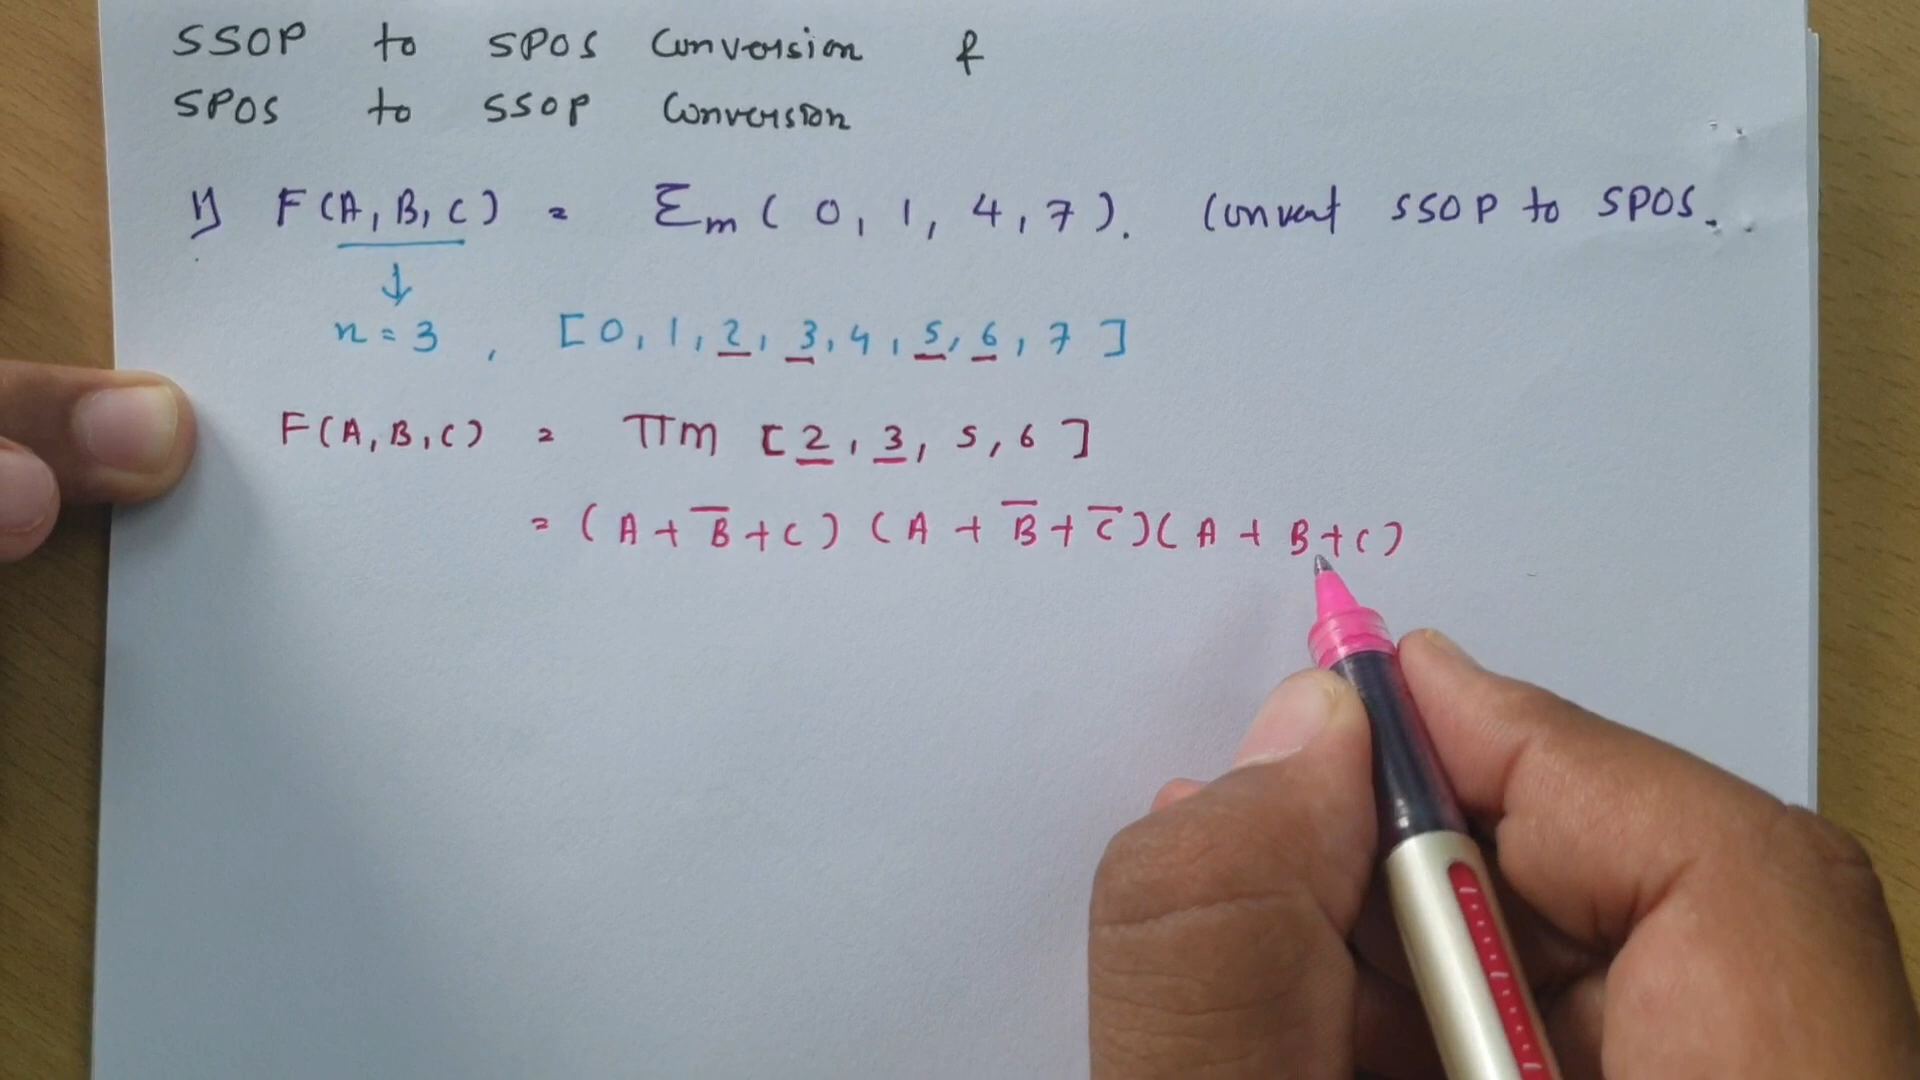 SSOP to SPOS Conversion &
SPOS to SSOP Conversion
1) F(A, B, C) = Σm ( 0, 1, 4, 7 ). Convert SSOP to SPOS.
↓
n = 3 , [ 0, 1, 2, 3, 4, 5, 6, 7 ]
F(A, B, C) = ΠM [ 2, 3, 5, 6 ]
= ( A + B̅ + C ) ( A + B̅ + C̅ ) ( A + B + C )